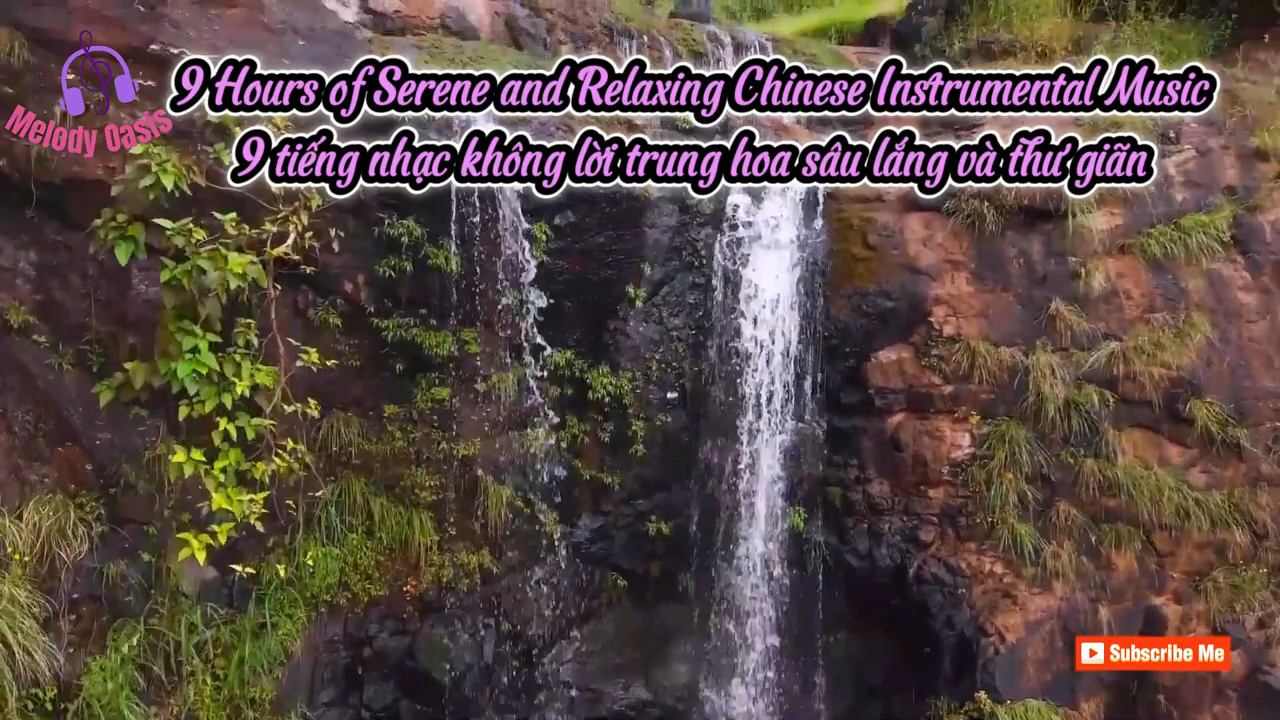 9 Hours of Serene and Relaxing Chinese Instrumental Music
9 tiếng nhạc không lời trung hoa sâu lắng và thư giãn
Melody Oasis
Subscribe Me